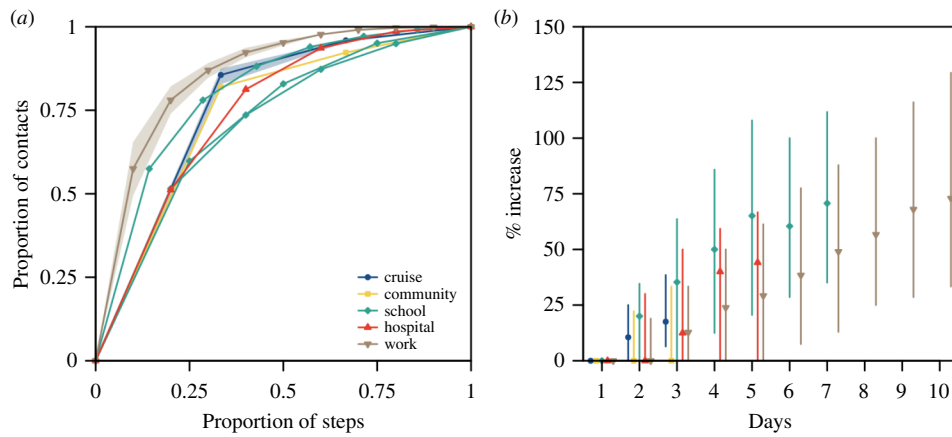 (a)
1
0.75
0.50
0.25
0
0
0.25
0.50
0.75
1
Proportion of contacts
Proportion of steps
cruise
community
school
hospital
work
(b)
150
125
100
75
50
25
0
1 2 3 4 5 6 7 8 9 10
% increase
Days